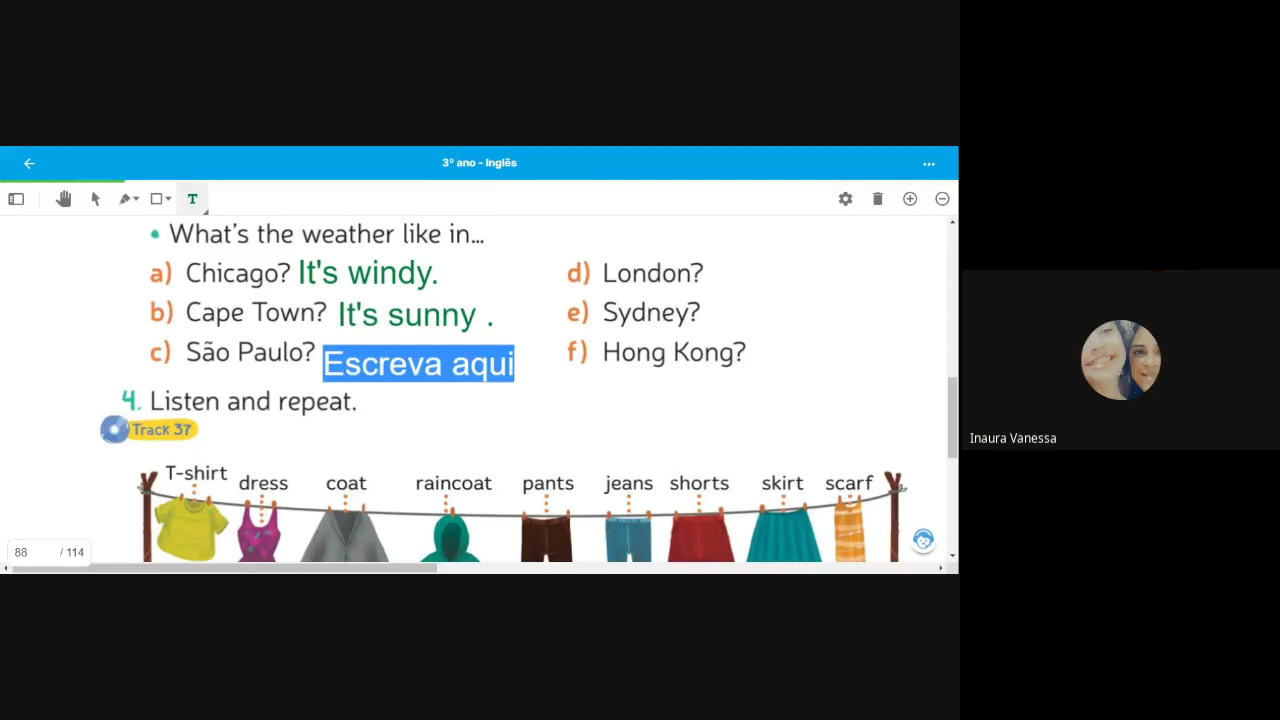 3º ano - Inglês
T
What's the weather like in...
a) Chicago? It's windy.
d) London?
b) Cape Town? It's sunny .
e) Sydney?
c) São Paulo? Escreva aqui
f) Hong Kong?
4. Listen and repeat.
Track 37
T-shirt dress coat raincoat pants jeans shorts skirt scarf
88 / 114
Inaura Vanessa